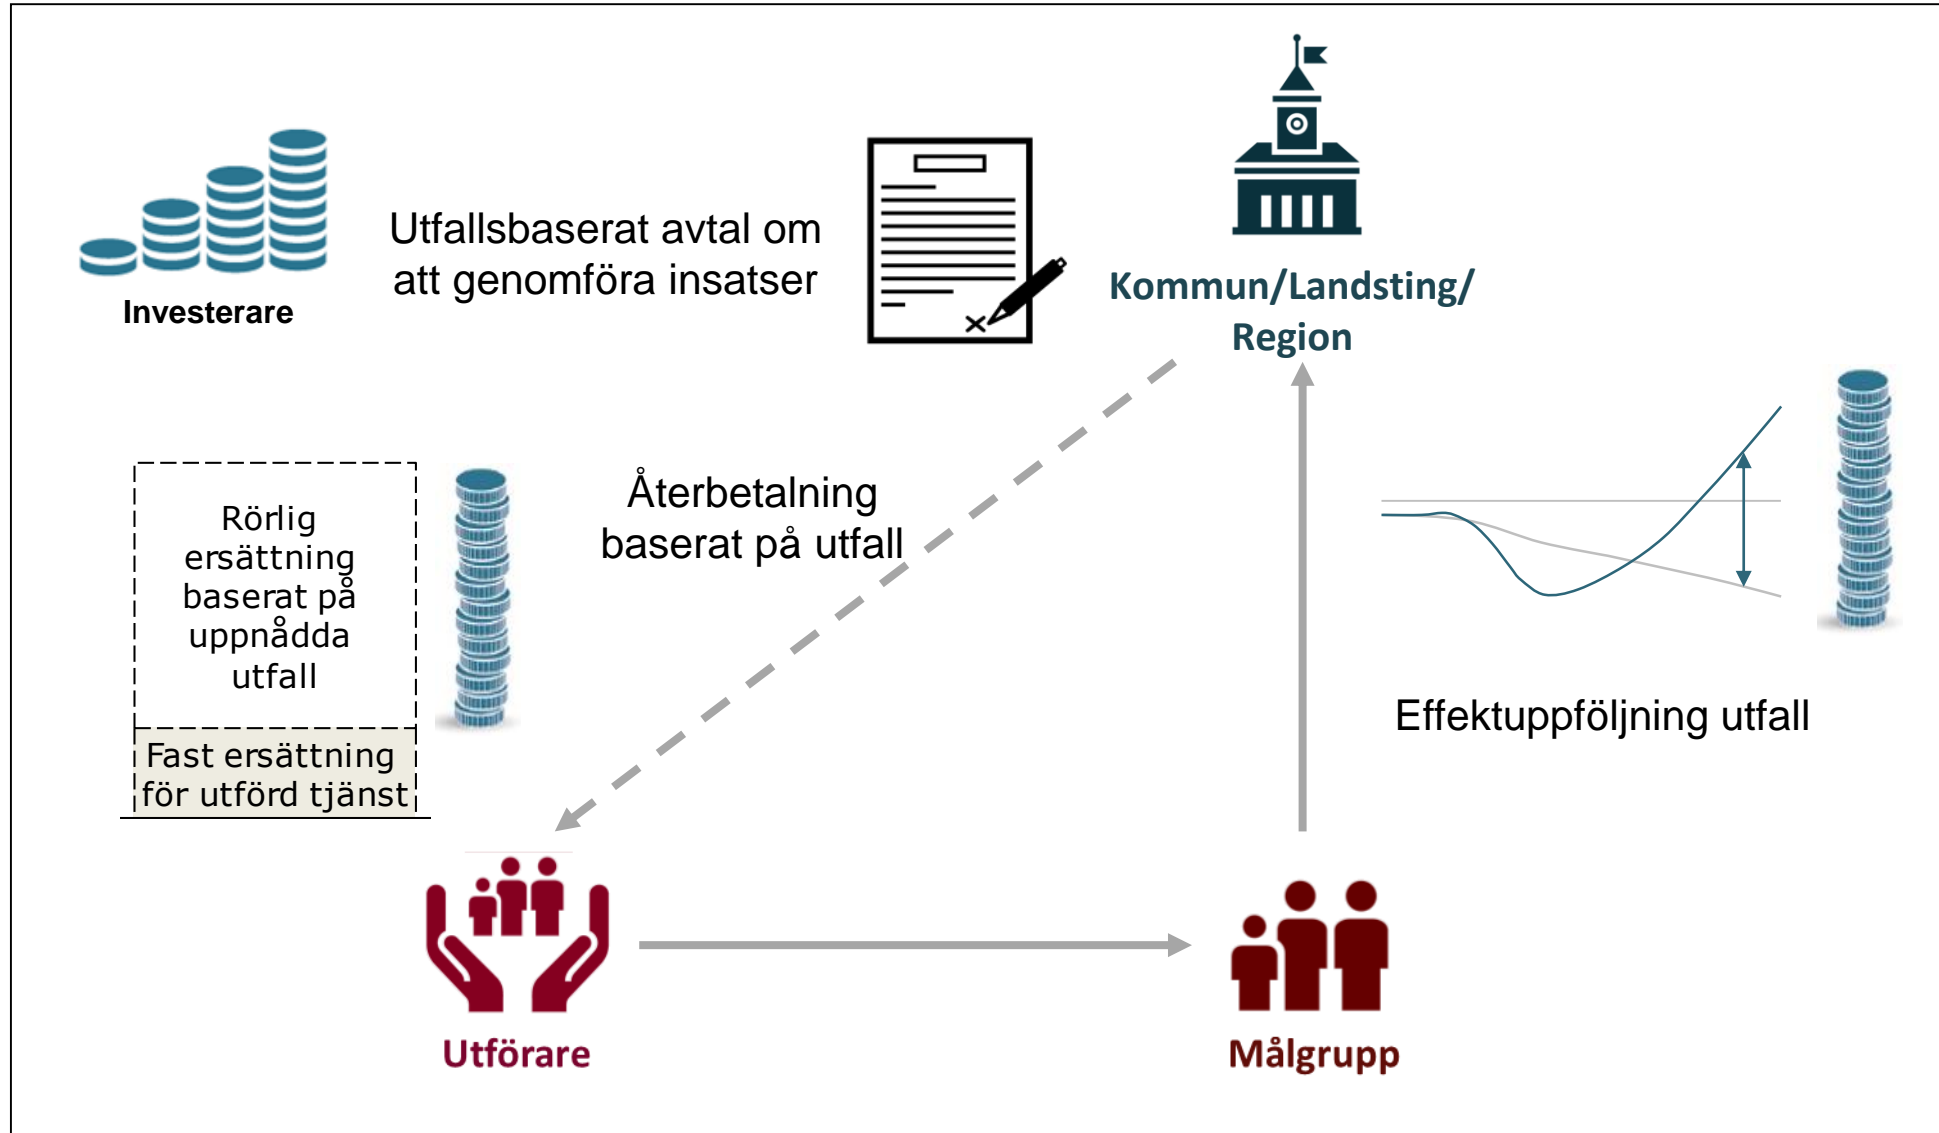 Utfallsbaserat avtal om
att genomföra insatser
Investerare
Kommun/Landsting/
Region
Återbetalning
baserat på utfall
Rörlig
ersättning
baserat på
uppnådda
utfall
Fast ersättning
för utförd tjänst
Effektuppföljning utfall
Utförare
Målgrupp